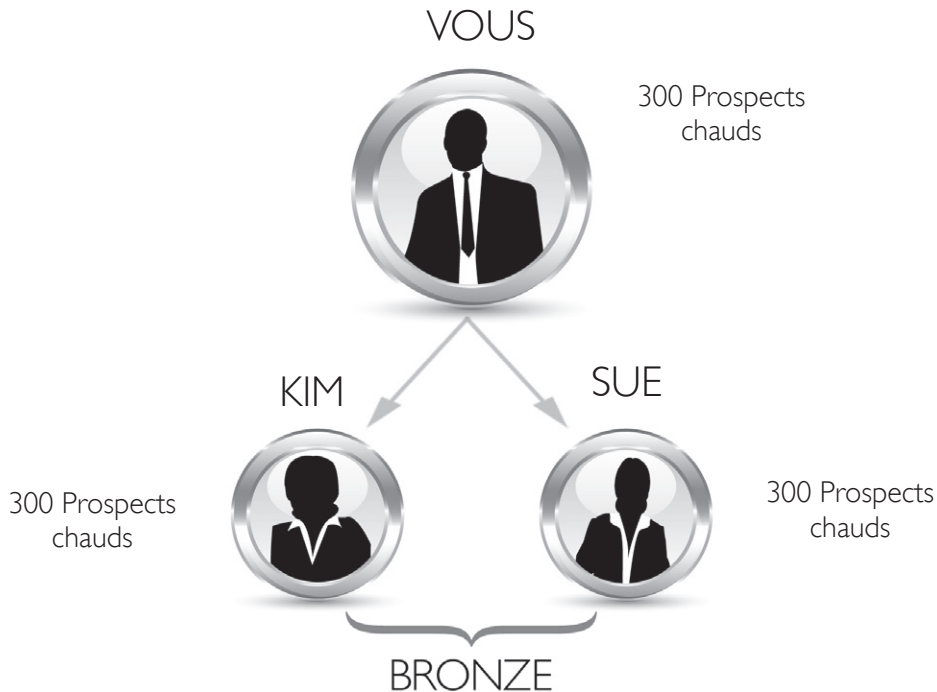 VOUS
300 Prospects
chauds
KIM
SUE
300 Prospects
chauds
300 Prospects
chauds
BRONZE